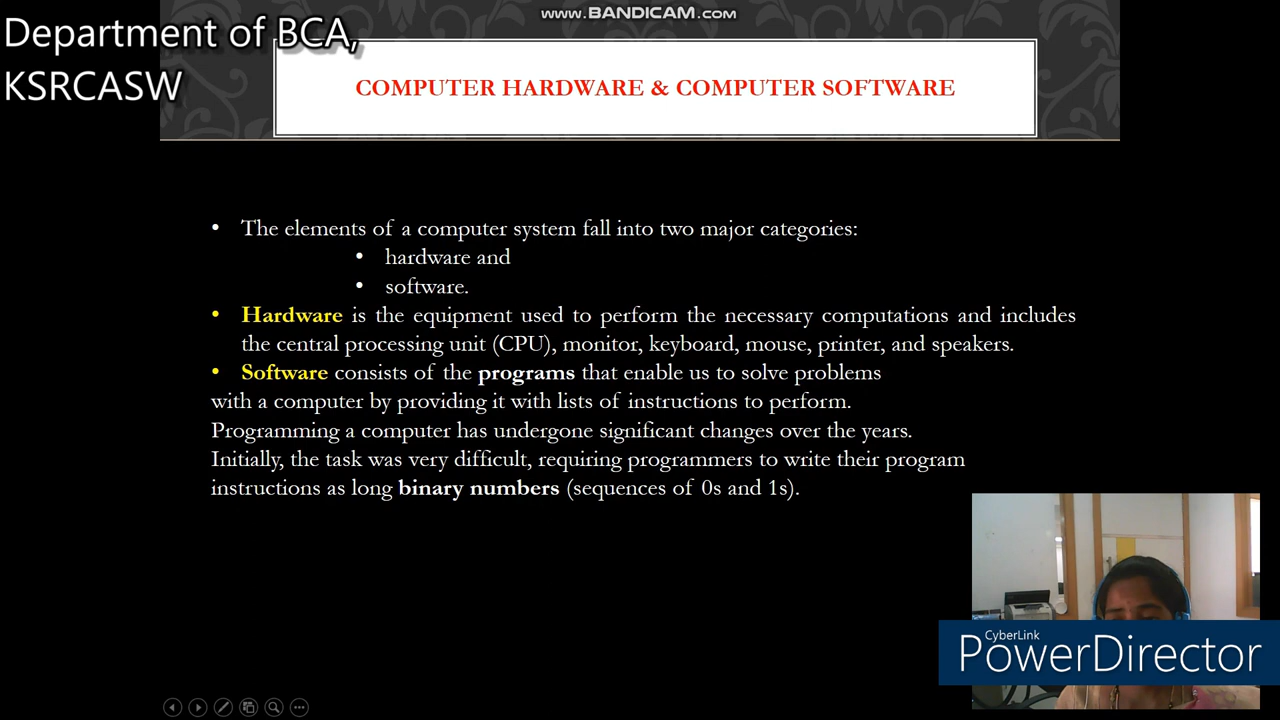 www.BANDICAM.com
Department of BCA,
KSRCASW
COMPUTER HARDWARE & COMPUTER SOFTWARE
• The elements of a computer system fall into two major categories:
• hardware and
• software.
• Hardware is the equipment used to perform the necessary computations and includes
the central processing unit (CPU), monitor, keyboard, mouse, printer, and speakers.
• Software consists of the programs that enable us to solve problems
with a computer by providing it with lists of instructions to perform.
Programming a computer has undergone significant changes over the years.
Initially, the task was very difficult, requiring programmers to write their program
instructions as long binary numbers (sequences of 0s and 1s).
CyberLink
PowerDirector